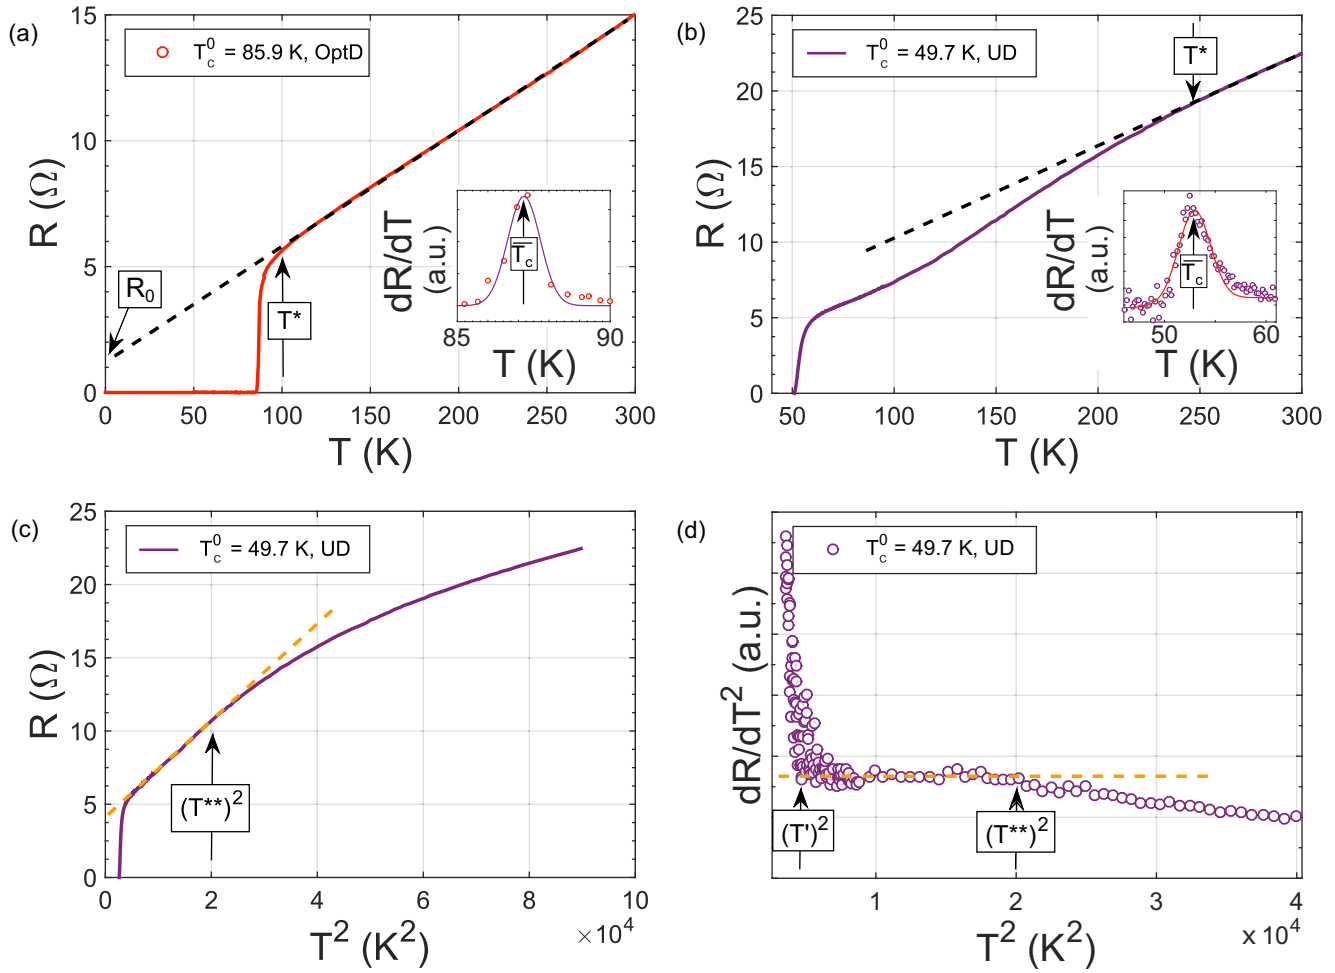 (a)
T_c^0 = 85.9 K, OptD
R (Ω)
15
10
5
0
R_0
T*
dR/dT
(a.u.)
T̅_c
85
90
T (K)
0
50
100
150
200
250
300
T (K)
(b)
T_c^0 = 49.7 K, UD
T*
R (Ω)
25
20
15
10
5
0
dR/dT
(a.u.)
T̅_c
50
60
T (K)
50
100
150
200
250
300
T (K)
(c)
T_c^0 = 49.7 K, UD
R (Ω)
25
20
15
10
5
0
(T**)^2
0
2
4
6
8
10
T^2 (K^2)
×10^4
(d)
T_c^0 = 49.7 K, UD
dR/dT^2 (a.u.)
(T')^2
(T**)^2
1
2
3
4
T^2 (K^2)
x 10^4